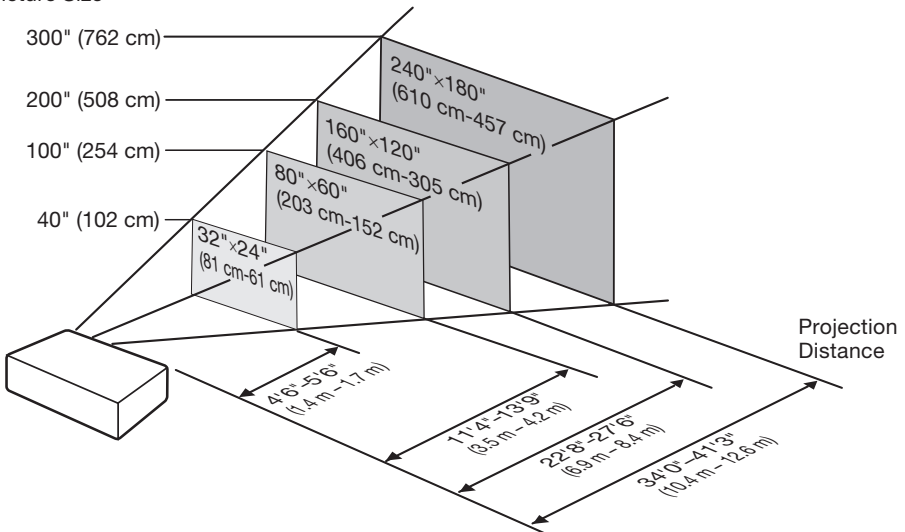 300" (762 cm)
200" (508 cm)
100" (254 cm)
40" (102 cm)
240"×180"
(610 cm-457 cm)
160"×120"
(406 cm-305 cm)
80"×60"
(203 cm-152 cm)
32"×24"
(81 cm-61 cm)
Projection
Distance
4'6"–5'6"
(1.4 m – 1.7 m)
11'4"–13'9"
(3.5 m – 4.2 m)
22'8"–27'6"
(6.9 m – 8.4 m)
34'0"–41'3"
(10.4 m – 12.6 m)